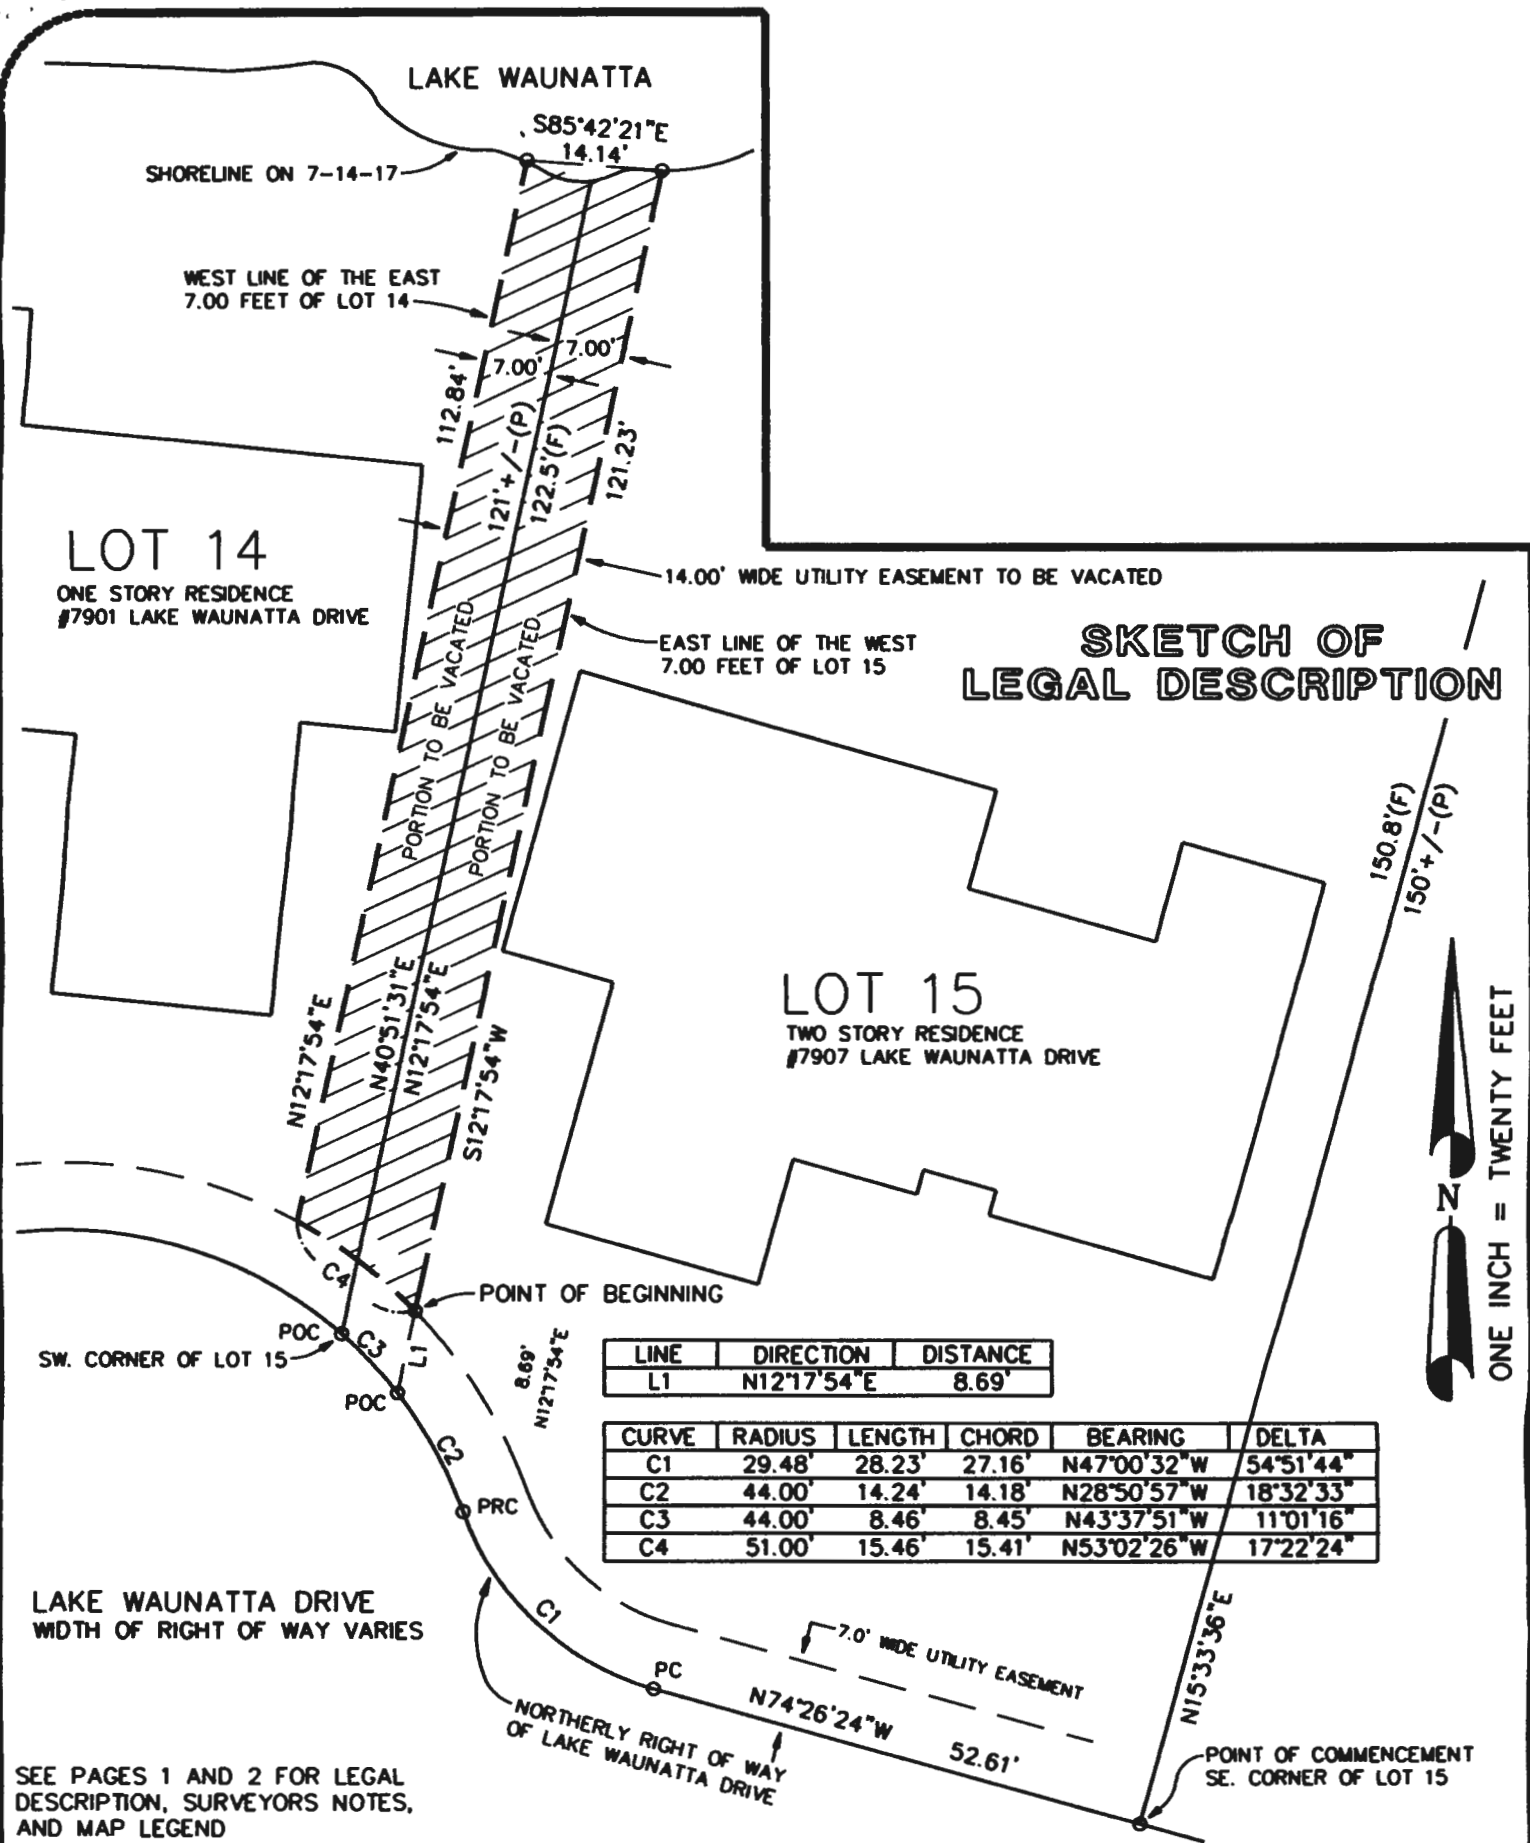 LAKE WAUNATTA
S85°42'21"E
14.14'
SHORELINE ON 7-14-17
WEST LINE OF THE EAST
7.00 FEET OF LOT 14
7.00'
7.00'
112.84'
121'+/-(P)
122.5'(F)
121.23'
LOT 14
ONE STORY RESIDENCE
#7901 LAKE WAUNATTA DRIVE
14.00' WIDE UTILITY EASEMENT TO BE VACATED
EAST LINE OF THE WEST
7.00 FEET OF LOT 15
SKETCH OF
LEGAL DESCRIPTION
PORTION TO BE VACATED
PORTION TO BE VACATED
150.8'(F)
150'+/-(P)
LOT 15
TWO STORY RESIDENCE
#7907 LAKE WAUNATTA DRIVE
N12°17'54"E
N40°51'31"E
N12°17'54"E
S12°17'54"W
N
ONE INCH = TWENTY FEET
C4
POINT OF BEGINNING
POC
C3
L1
SW. CORNER OF LOT 15
POC
8.69'
N12°17'54"E
LINE DIRECTION DISTANCE
L1 N12°17'54"E 8.69'
C2
PRC
CURVE RADIUS LENGTH CHORD BEARING DELTA
C1 29.48' 28.23' 27.16' N47°00'32"W 54°51'44"
C2 44.00' 14.24' 14.18' N28°50'57"W 18°32'33"
C3 44.00' 8.46' 8.45' N43°37'51"W 11°01'16"
C4 51.00' 15.46' 15.41' N53°02'26"W 17°22'24"
LAKE WAUNATTA DRIVE
WIDTH OF RIGHT OF WAY VARIES
C1
PC
7.0' WIDE UTILITY EASEMENT
N15°33'36"E
N74°26'24"W
52.61'
NORTHERLY RIGHT OF WAY
OF LAKE WAUNATTA DRIVE
POINT OF COMMENCEMENT
SE. CORNER OF LOT 15
SEE PAGES 1 AND 2 FOR LEGAL
DESCRIPTION, SURVEYORS NOTES,
AND MAP LEGEND